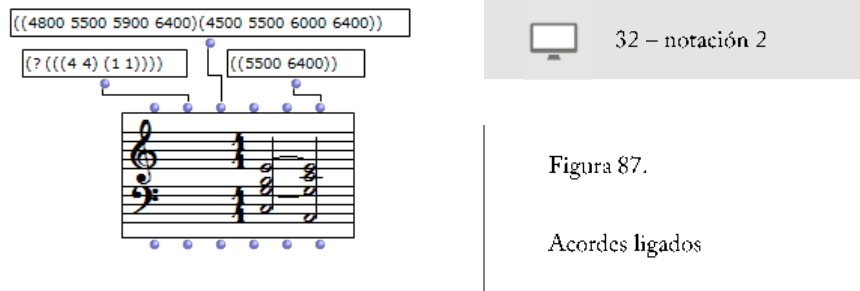 ((4800 5500 5900 6400)(4500 5500 6000 6400))
(? (((4 4) (1 1))))
((5500 6400))
32 – notación 2
Figura 87.
Acordes ligados